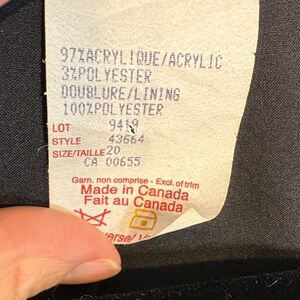 97%ACRYLIQUE/ACRYLIC
3%POLYESTER
DOUBLURE/LINING
100%POLYESTER
LOT 9419
STYLE 43664
SIZE/TAILLE 20
CA 00655
Garn. non comprise - Excl. of trim
Made in Canada
Fait au Canada